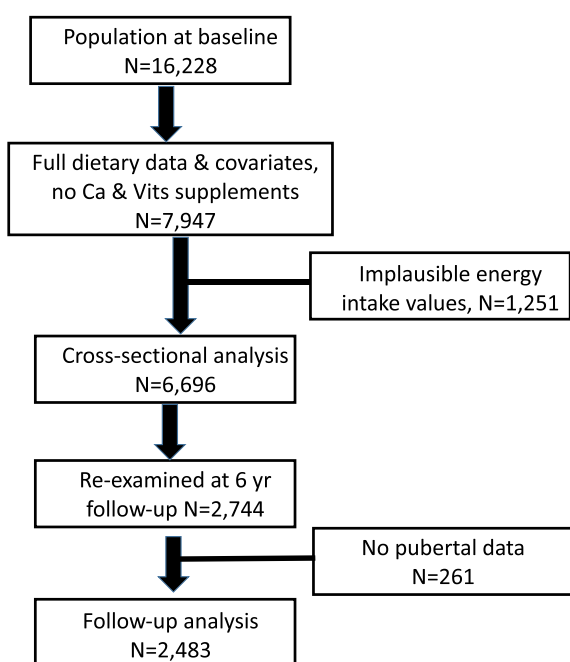 Population at baseline
N=16,228
Full dietary data & covariates,
no Ca & Vits supplements
N=7,947
Implausible energy
intake values, N=1,251
Cross-sectional analysis
N=6,696
Re-examined at 6 yr
follow-up N=2,744
No pubertal data
N=261
Follow-up analysis
N=2,483